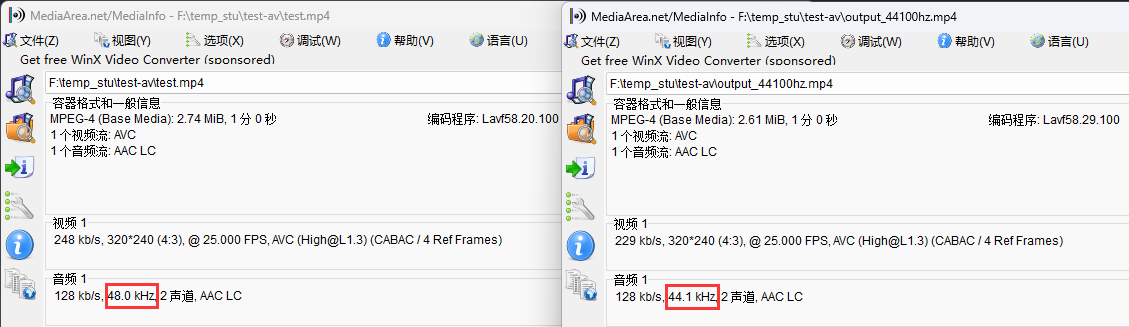 MediaArea.net/MediaInfo - F:\temp_stu\test-av\test.mp4
文件(Z) 视图(Y) 选项(X) 调试(W) 帮助(V) 语言(U)
Get free WinX Video Converter (sponsored)
F:\temp_stu\test-av\test.mp4
容器格式和一般信息
MPEG-4 (Base Media): 2.74 MiB, 1 分 0 秒 编码程序: Lavf58.20.100
1 个视频流: AVC
1 个音频流: AAC LC
视频 1
248 kb/s, 320*240 (4:3), @ 25.000 FPS, AVC (High@L1.3) (CABAC / 4 Ref Frames)
音频 1
128 kb/s, 48.0 kHz, 2 声道, AAC LC
MediaArea.net/MediaInfo - F:\temp_stu\test-av\output_44100hz.mp4
文件(Z) 视图(Y) 选项(X) 调试(W) 帮助(V) 语言(U)
Get free WinX Video Converter (sponsored)
F:\temp_stu\test-av\output_44100hz.mp4
容器格式和一般信息
MPEG-4 (Base Media): 2.61 MiB, 1 分 0 秒 编码程序: Lavf58.29.100
1 个视频流: AVC
1 个音频流: AAC LC
视频 1
229 kb/s, 320*240 (4:3), @ 25.000 FPS, AVC (High@L1.3) (CABAC / 4 Ref Frames)
音频 1
128 kb/s, 44.1 kHz, 2 声道, AAC LC